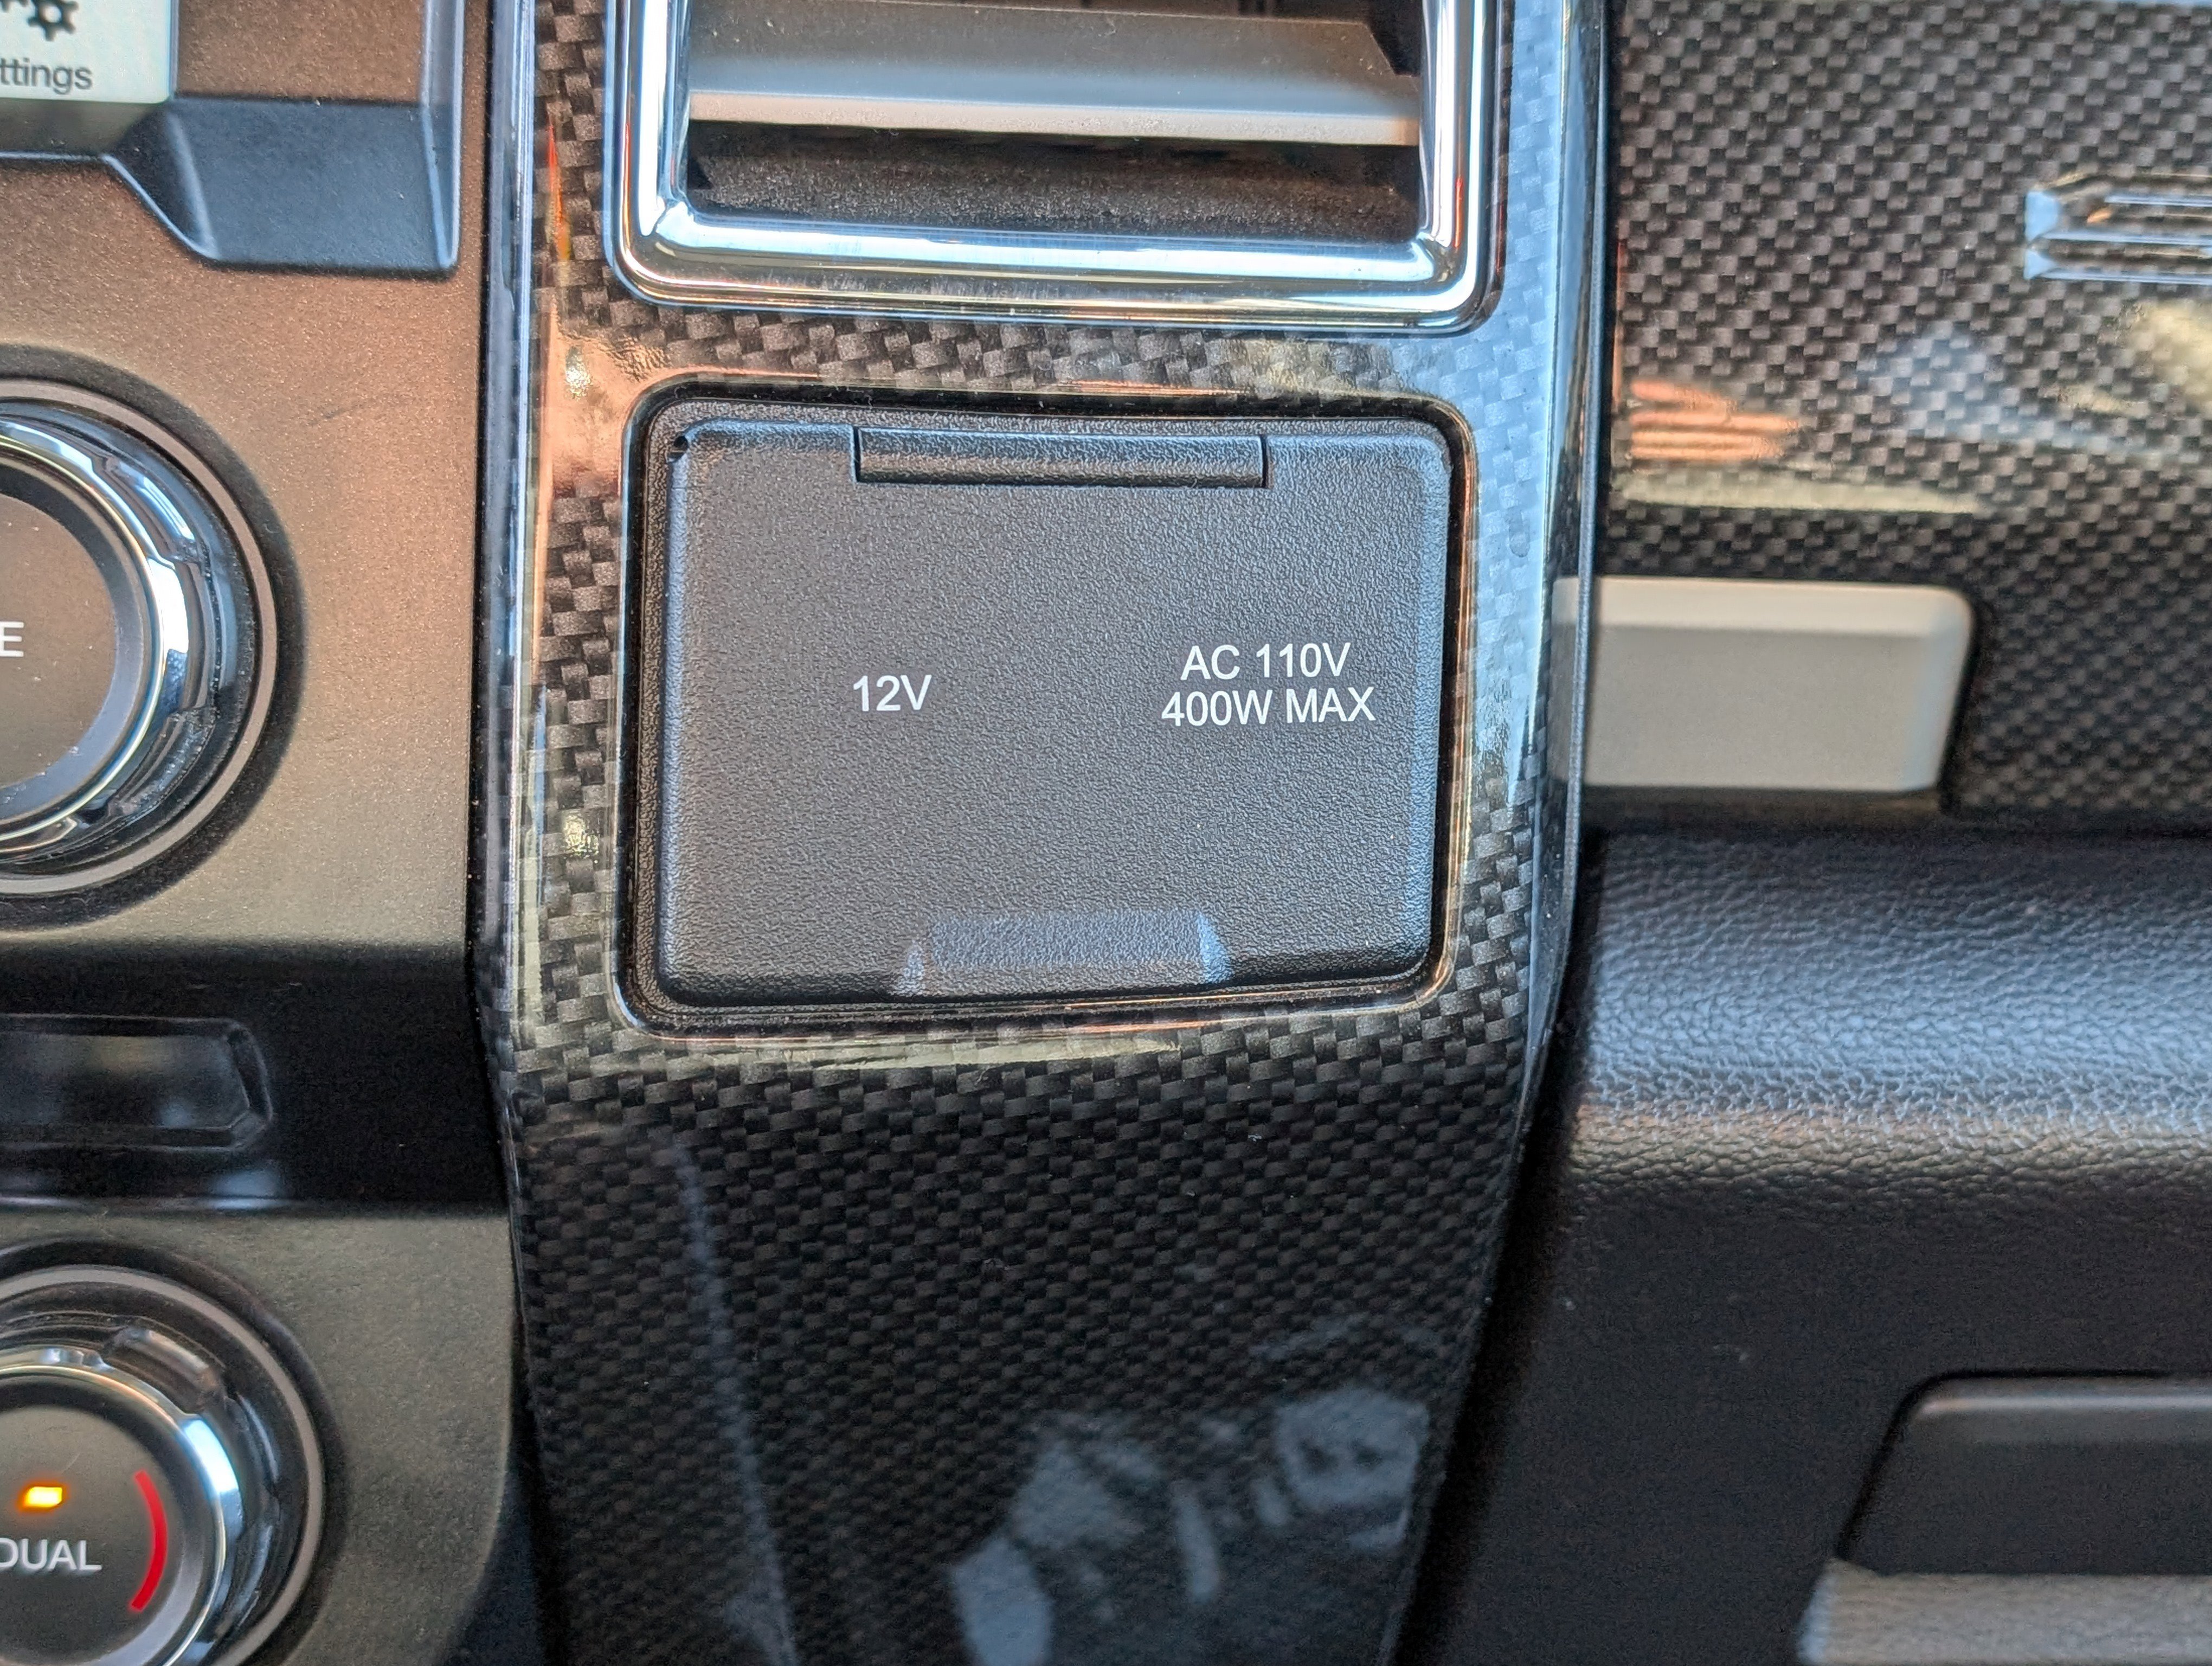 ttings
E
12V
AC 110V
400W MAX
DUAL